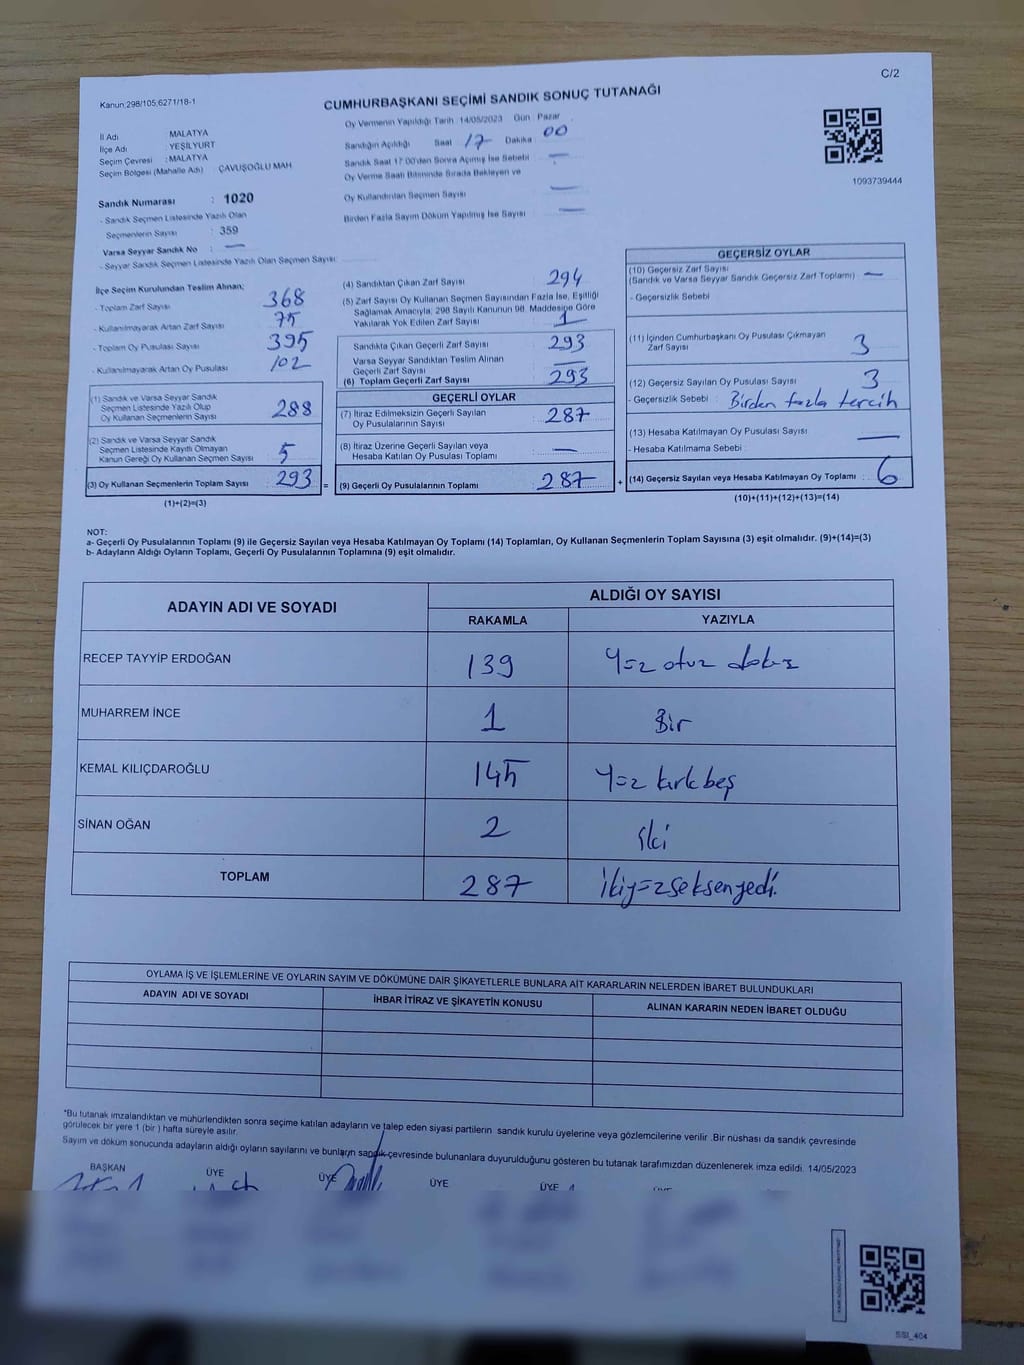 C/2
Kanun;298/105;6271/18-1
CUMHURBAŞKANI SEÇİMİ SANDIK SONUÇ TUTANAĞI
Oy Vermenin Yapıldığı Tarih :14/05/2023 Gün : Pazar
İl Adı : MALATYA
İlçe Adı : YEŞİLYURT
Seçim Çevresi : MALATYA
Seçim Bölgesi (Mahalle Adı) : ÇAVUŞOĞLU MAH
Sandığın Açıldığı Saat : 17 Dakika : 00
Sandık Saat 17:00'den Sonra Açılmış İse Sebebi : —
Oy Verme Saati Bitiminde Sırada Bekleyen ve
Oy Kullandırılan Seçmen Sayısı : —
Birden Fazla Sayım Döküm Yapılmış İse Sayısı : —
1093739444
Sandık Numarası : 1020
- Sandık Seçmen Listesinde Yazılı Olan
Seçmenlerin Sayısı : 359
Varsa Seyyar Sandık No : —
- Seyyar Sandık Seçmen Listesinde Yazılı Olan Seçmen Sayısı:
İlçe Seçim Kurulundan Teslim Alınan;
- Toplam Zarf Sayısı : 368
- Kullanılmayarak Artan Zarf Sayısı : 75
- Toplam Oy Pusulası Sayısı : 395
- Kullanılmayarak Artan Oy Pusulası : 102
(1) Sandık ve Varsa Seyyar Sandık
Seçmen Listesinde Yazılı Olup
Oy Kullanan Seçmenlerin Sayısı : 288
(2) Sandık ve Varsa Seyyar Sandık
Seçmen Listesinde Kayıtlı Olmayan
Kanun Gereği Oy Kullanan Seçmen Sayısı : 5
(3) Oy Kullanan Seçmenlerin Toplam Sayısı : 293 =
(1)+(2)=(3)
(4) Sandıktan Çıkan Zarf Sayısı : 294
(5) Zarf Sayısı Oy Kullanan Seçmen Sayısından Fazla İse, Eşitliği
Sağlamak Amacıyla, 298 Sayılı Kanunun 98. Maddesine Göre
Yakılarak Yok Edilen Zarf Sayısı : 1
Sandıkta Çıkan Geçerli Zarf Sayısı : 293
Varsa Seyyar Sandıktan Teslim Alınan
Geçerli Zarf Sayısı : —
(6) Toplam Geçerli Zarf Sayısı : 293
GEÇERLİ OYLAR
(7) İtiraz Edilmeksizin Geçerli Sayılan
Oy Pusulalarının Sayısı : 287
(8) İtiraz Üzerine Geçerli Sayılan veya
Hesaba Katılan Oy Pusulası Toplamı : —
(9) Geçerli Oy Pusulalarının Toplamı : 287 +
GEÇERSİZ OYLAR
(10) Geçersiz Zarf Sayısı
(Sandık ve Varsa Seyyar Sandık Geçersiz Zarf Toplamı) : —
- Geçersizlik Sebebi :
(11) İçinden Cumhurbaşkanı Oy Pusulası Çıkmayan
Zarf Sayısı : 3
(12) Geçersiz Sayılan Oy Pusulası Sayısı : 3
- Geçersizlik Sebebi : Birden fazla tercih
(13) Hesaba Katılmayan Oy Pusulası Sayısı : —
- Hesaba Katılmama Sebebi :
(14) Geçersiz Sayılan veya Hesaba Katılmayan Oy Toplamı : 6
(10)+(11)+(12)+(13)=(14)
NOT:
a- Geçerli Oy Pusulalarının Toplamı (9) ile Geçersiz Sayılan veya Hesaba Katılmayan Oy Toplamı (14) Toplamları, Oy Kullanan Seçmenlerin Toplam Sayısına (3) eşit olmalıdır. (9)+(14)=(3)
b- Adayların Aldığı Oyların Toplamı, Geçerli Oy Pusulalarının Toplamına (9) eşit olmalıdır.
ADAYIN ADI VE SOYADI ALDIĞI OY SAYISI
RAKAMLA YAZIYLA
RECEP TAYYİP ERDOĞAN 139 Yüz otuz dokuz
MUHARREM İNCE 1 Bir
KEMAL KILIÇDAROĞLU 145 Yüz kırk beş
SİNAN OĞAN 2 iki
TOPLAM 287 ikiyüzseksenyedi
OYLAMA İŞ VE İŞLEMLERİNE VE OYLARIN SAYIM VE DÖKÜMÜNE DAİR ŞİKAYETLERLE BUNLARA AİT KARARLARIN NELERDEN İBARET BULUNDUKLARI
ADAYIN ADI VE SOYADI İHBAR İTİRAZ VE ŞİKAYETİN KONUSU ALINAN KARARIN NEDEN İBARET OLDUĞU
*Bu tutanak imzalandıktan ve mühürlendikten sonra seçime katılan adayların ve talep eden siyasi partilerin sandık kurulu üyelerine veya gözlemcilerine verilir .Bir nüshası da sandık çevresinde
görülecek bir yere 1 (bir ) hafta süreyle asılır.
Sayım ve döküm sonucunda adayların aldığı oyların sayılarını ve bunların sandık çevresinde bulunanlara duyurulduğunu gösteren bu tutanak tarafımızdan düzenlenerek imza edildi. 14/05/2023
BAŞKAN ÜYE ÜYE ÜYE ÜYE
SSI_404